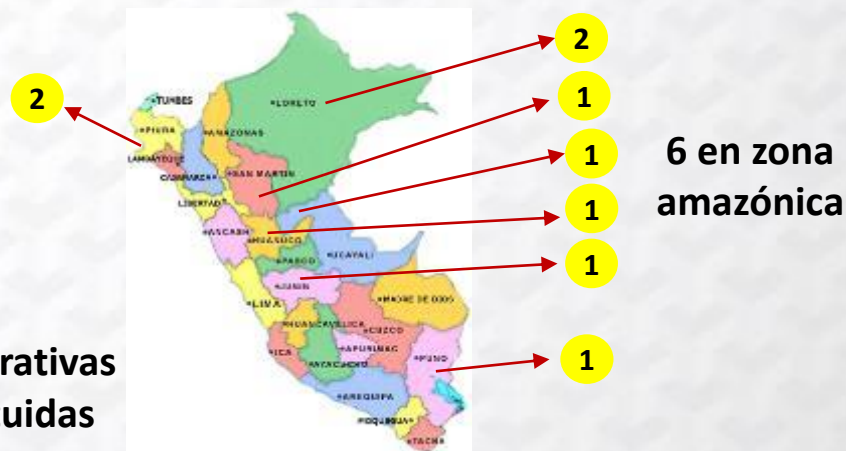 2
2
1
1
1
1
1
6 en zona
amazónica
rativas
tuidas
TUMBES
LORETO
PIURA
AMAZONAS
LAMBAYEQUE
CAJAMARCA
SAN MARTIN
LIBERTAD
ANCASH
HUANUCO
UCAYALI
PASCO
JUNIN
LIMA
MADRE DE DIOS
HUANCAVELICA
CUZCO
ICA
APURIMAC
PUNO
AYACUCHO
AREQUIPA
TACNA